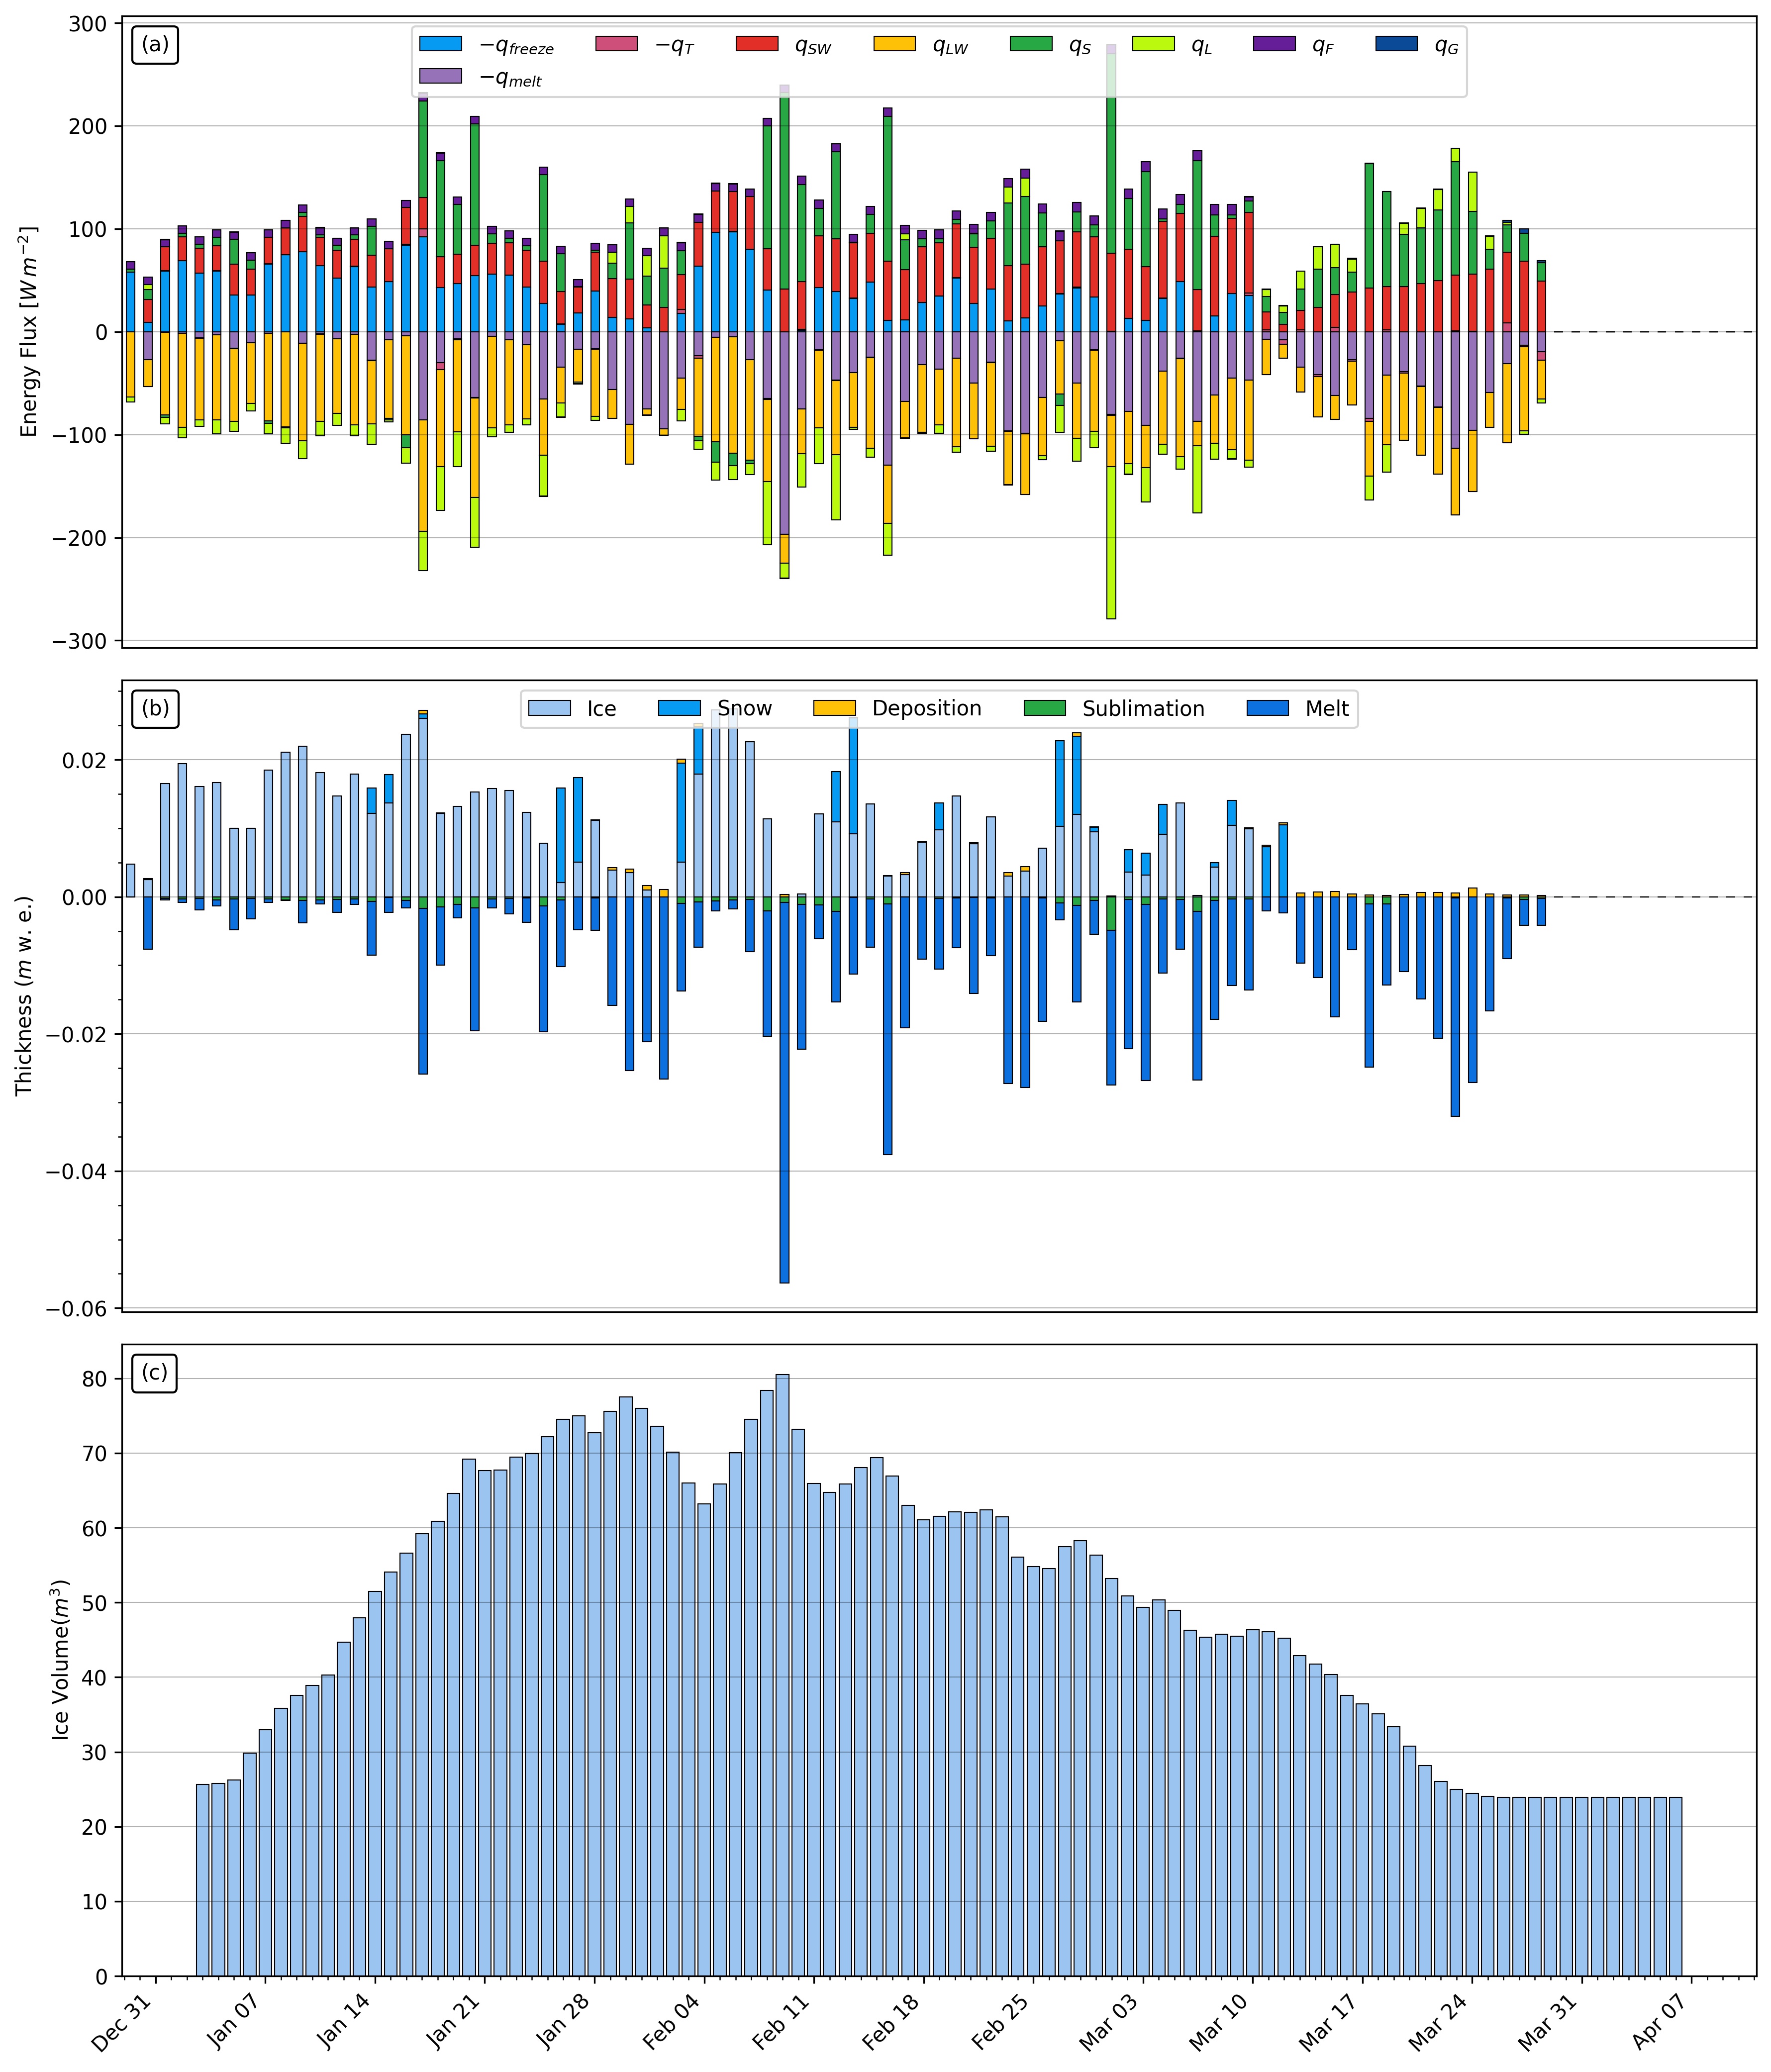 (a)
−q_freeze −q_T q_SW q_LW q_S q_L q_F q_G
−q_melt
Energy Flux [W m⁻²]
300
200
100
0
−100
−200
−300
(b)
Ice Snow Deposition Sublimation Melt
Thickness (m w. e.)
0.02
0.00
−0.02
−0.04
−0.06
(c)
Ice Volume(m³)
80
70
60
50
40
30
20
10
0
Dec 31 Jan 07 Jan 14 Jan 21 Jan 28 Feb 04 Feb 11 Feb 18 Feb 25 Mar 03 Mar 10 Mar 17 Mar 24 Mar 31 Apr 07